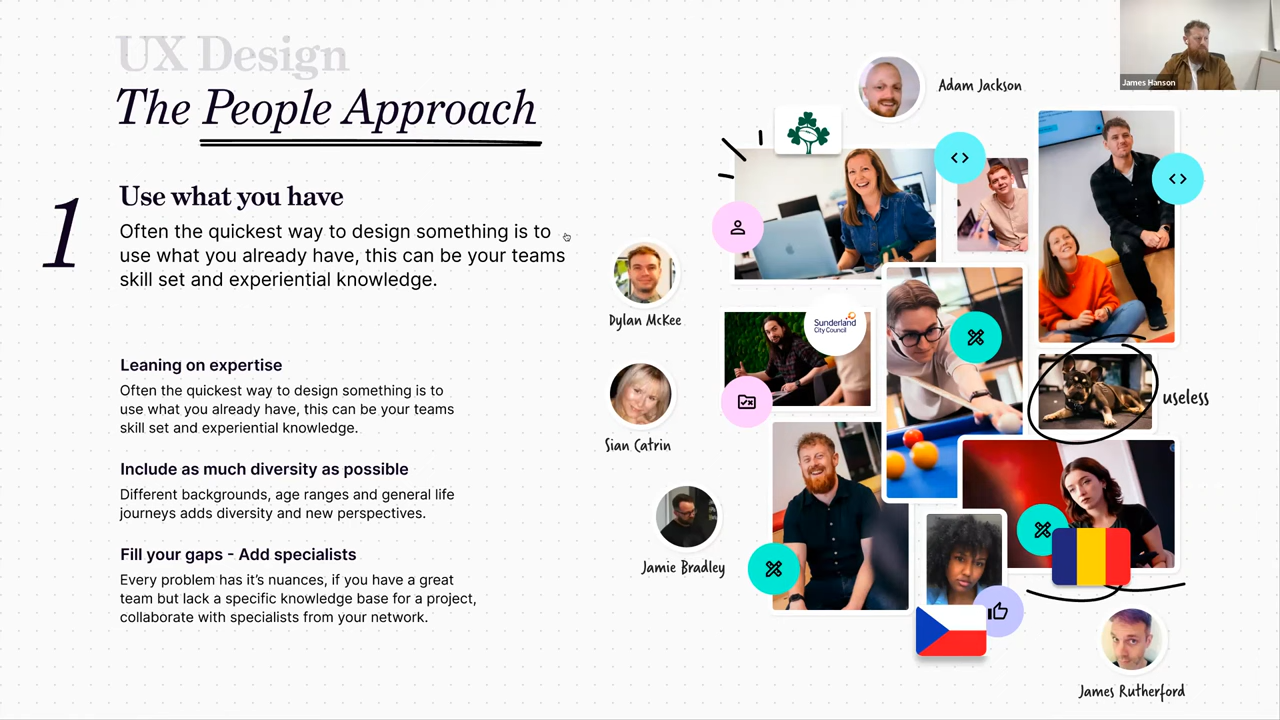 UX Design
The People Approach
1
Use what you have
Often the quickest way to design something is to
use what you already have, this can be your teams
skill set and experiential knowledge.
Leaning on expertise
Often the quickest way to design something is to
use what you already have, this can be your teams
skill set and experiential knowledge.
Include as much diversity as possible
Different backgrounds, age ranges and general life
journeys adds diversity and new perspectives.
Fill your gaps - Add specialists
Every problem has it's nuances, if you have a great
team but lack a specific knowledge base for a project,
collaborate with specialists from your network.
James Hanson
Adam Jackson
Dylan McKee
Sunderland
City Council
useless
Sian Catrin
Jamie Bradley
James Rutherford